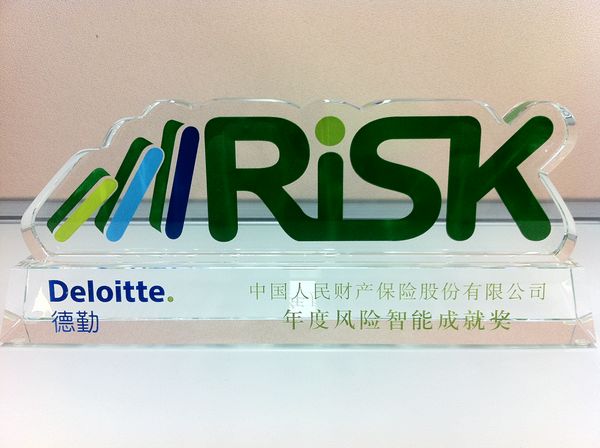 RiSK
Deloitte.
德勤
中国人民财产保险股份有限公司
年度风险智能成就奖